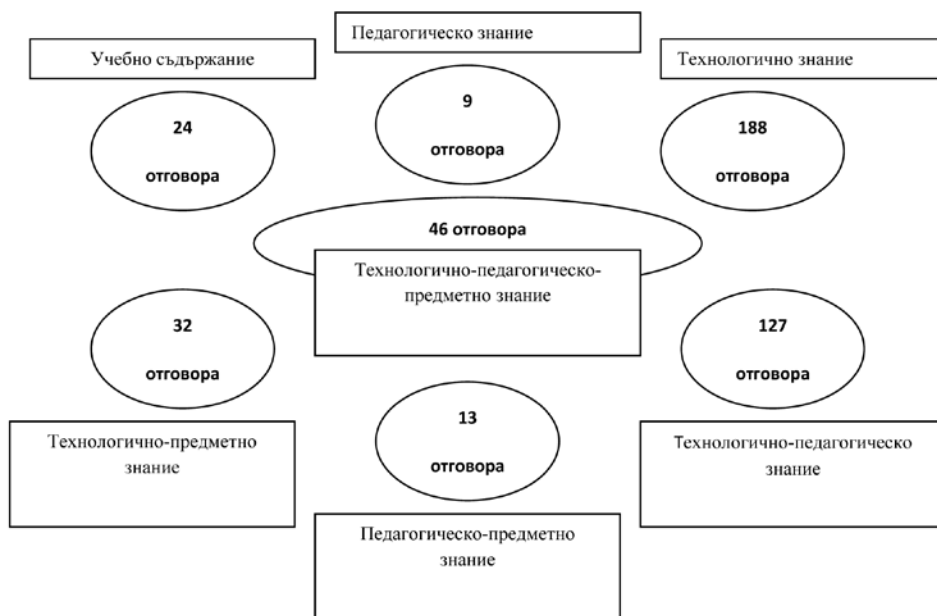 Педагогическо знание
Учебно съдържание
Технологично знание
24
отговора
9
отговора
188
отговора
46 отговора
Технологично-педагогическо-
предметно знание
32
отговора
127
отговора
13
отговора
Технологично-предметно
знание
Технологично-педагогическо
знание
Педагогическо-предметно
знание